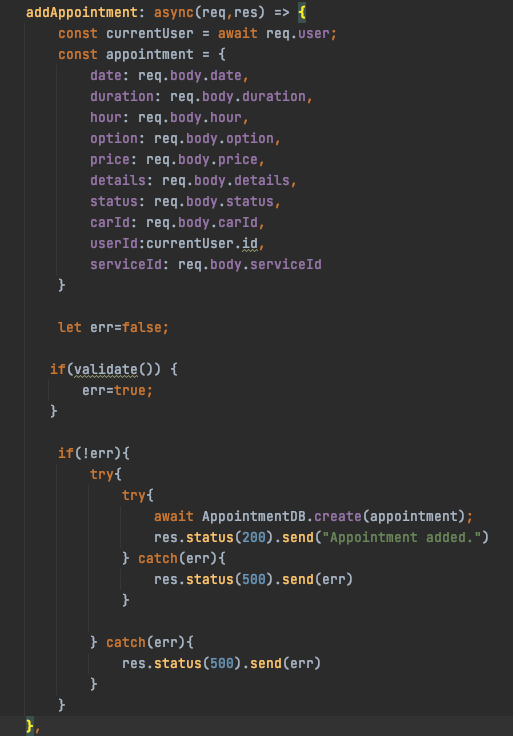 addAppointment: async(req,res) => {
    const currentUser = await req.user;
    const appointment = {
        date: req.body.date,
        duration: req.body.duration,
        hour: req.body.hour,
        option: req.body.option,
        price: req.body.price,
        details: req.body.details,
        status: req.body.status,
        carId: req.body.carId,
        userId:currentUser.id,
        serviceId: req.body.serviceId
    }
    let err=false;
   if(validate()) {
       err=true;
   }
    if(!err){
        try{
            try{
                await AppointmentDB.create(appointment);
                res.status(200).send("Appointment added.")
            } catch(err){
                res.status(500).send(err)
            }
        } catch(err){
            res.status(500).send(err)
        }
    }
},